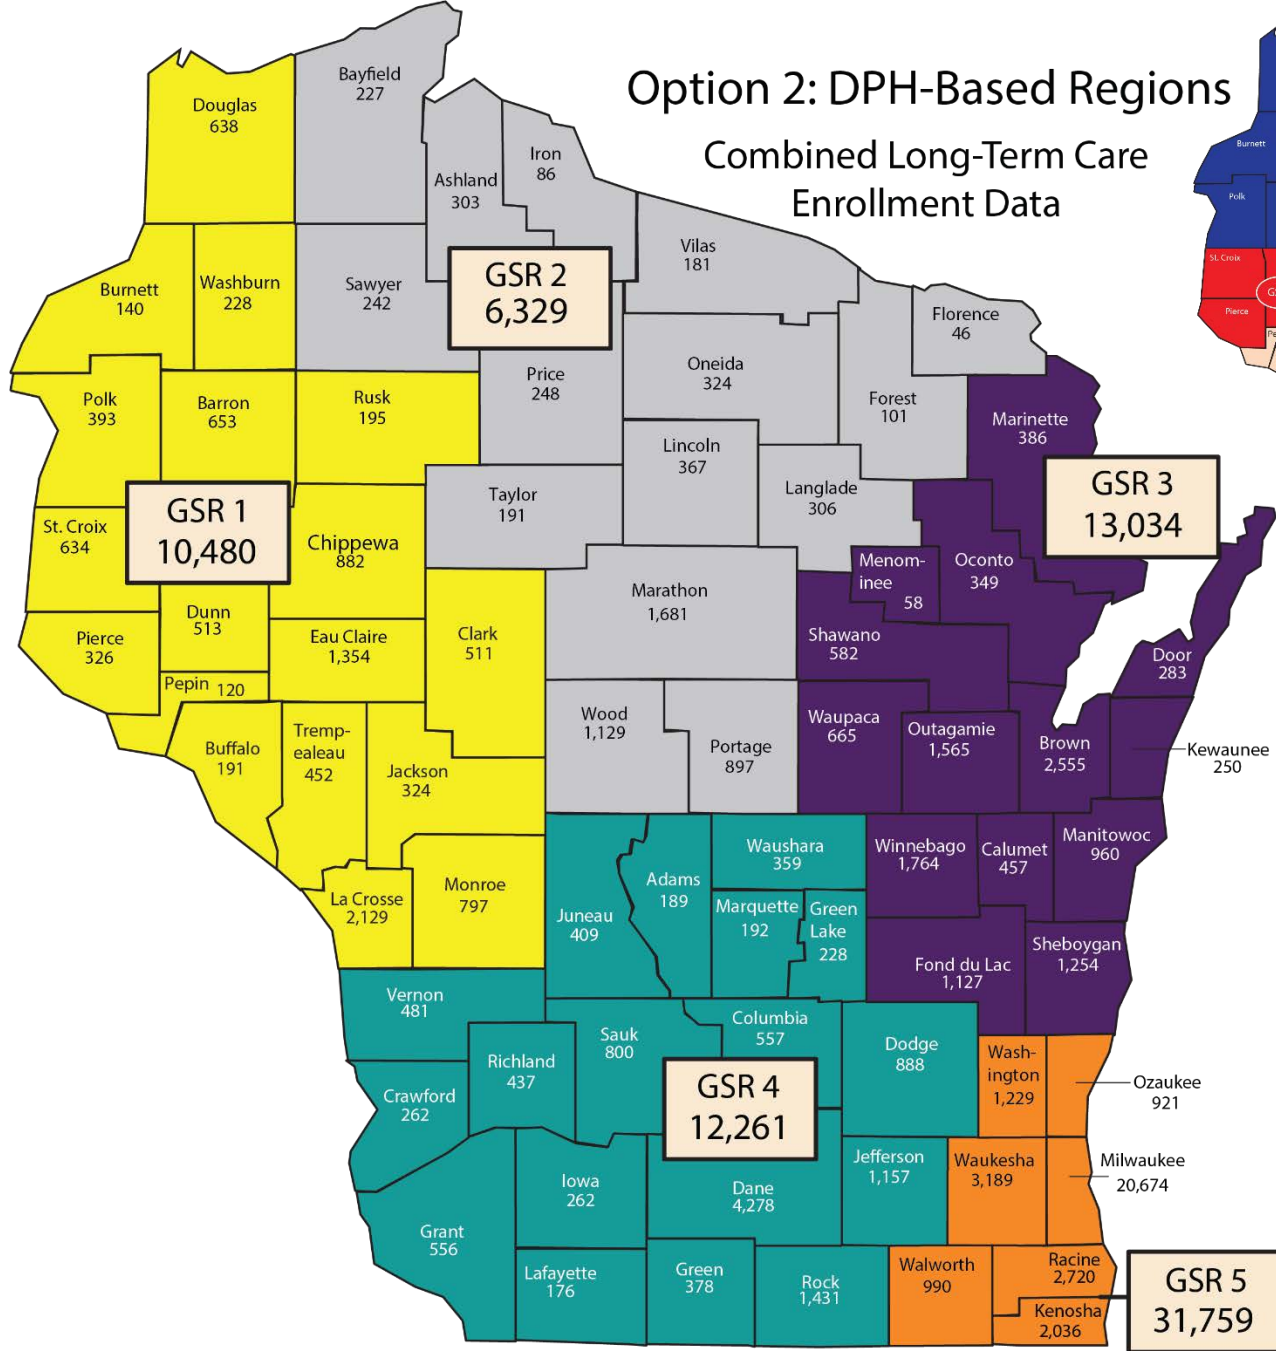 Option 2: DPH-Based Regions
Combined Long-Term Care
Enrollment Data
Bayfield
227
Douglas
638
Iron
86
Ashland
303
Burnett
Polk
St. Croix
Pierce
Vilas
181
GSR 2
6,329
Burnett
140
Washburn
228
Sawyer
242
Florence
46
Price
248
Oneida
324
Forest
101
Polk
393
Barron
653
Rusk
195
Marinette
386
Lincoln
367
Langlade
306
Taylor
191
GSR 3
13,034
GSR 1
10,480
St. Croix
634
Chippewa
882
Menom-
inee
58
Oconto
349
Marathon
1,681
Dunn
513
Pierce
326
Eau Claire
1,354
Clark
511
Shawano
582
Door
283
Pepin 120
Wood
1,129
Portage
897
Waupaca
665
Outagamie
1,565
Brown
2,555
Kewaunee
250
Buffalo
191
Tremp-
ealeau
452
Jackson
324
Waushara
359
Winnebago
1,764
Calumet
457
Manitowoc
960
La Crosse
2,129
Monroe
797
Juneau
409
Adams
189
Marquette
192
Green
Lake
228
Fond du Lac
1,127
Sheboygan
1,254
Vernon
481
Richland
437
Sauk
800
Columbia
557
Dodge
888
Wash-
ington
1,229
Ozaukee
921
Crawford
262
GSR 4
12,261
Iowa
262
Dane
4,278
Jefferson
1,157
Waukesha
3,189
Milwaukee
20,674
Grant
556
Lafayette
176
Green
378
Rock
1,431
Walworth
990
Racine
2,720
Kenosha
2,036
GSR 5
31,759